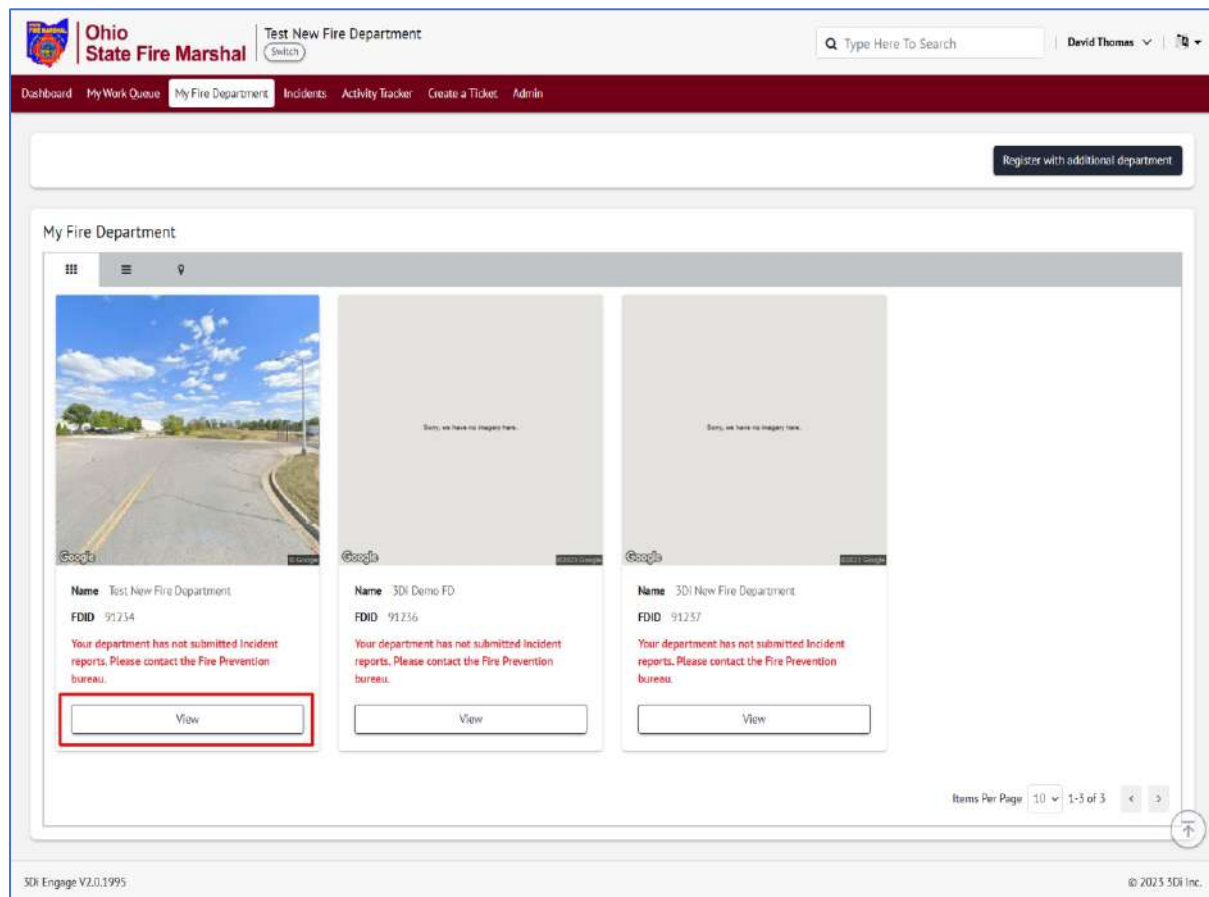 Ohio
State Fire Marshal
Test New Fire Department
Switch
Type Here To Search
David Thomas
Dashboard My Work Queue My Fire Department Incidents Activity Tracker Create a Ticket Admin
Register with additional department
My Fire Department
Sorry, we have no imagery here.
Sorry, we have no imagery here.
Google
© Google
Google
©2023 Google
Google
©2023 Google
Name Test New Fire Department
FDID 91234
Your department has not submitted Incident
reports. Please contact the Fire Prevention
bureau.
View
Name 3Di Demo FD
FDID 91236
Your department has not submitted Incident
reports. Please contact the Fire Prevention
bureau.
View
Name 3Di New Fire Department
FDID 91237
Your department has not submitted Incident
reports. Please contact the Fire Prevention
bureau.
View
Items Per Page 10 1-3 of 3
3Di Engage V2.0.1995
© 2023 3Di Inc.